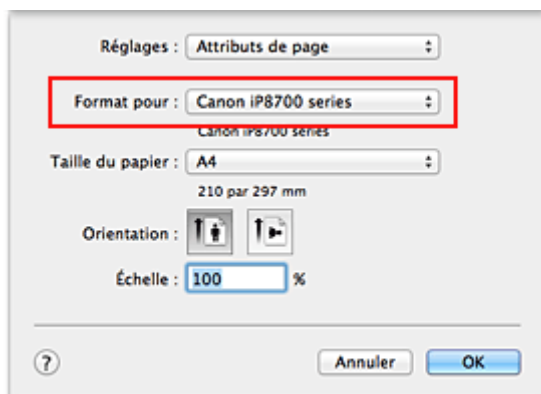 Réglages : Attributs de page
Format pour : Canon iP8700 series
Canon iP8700 series
Taille du papier : A4
210 par 297 mm
Orientation :
Échelle : 100 %
? Annuler OK